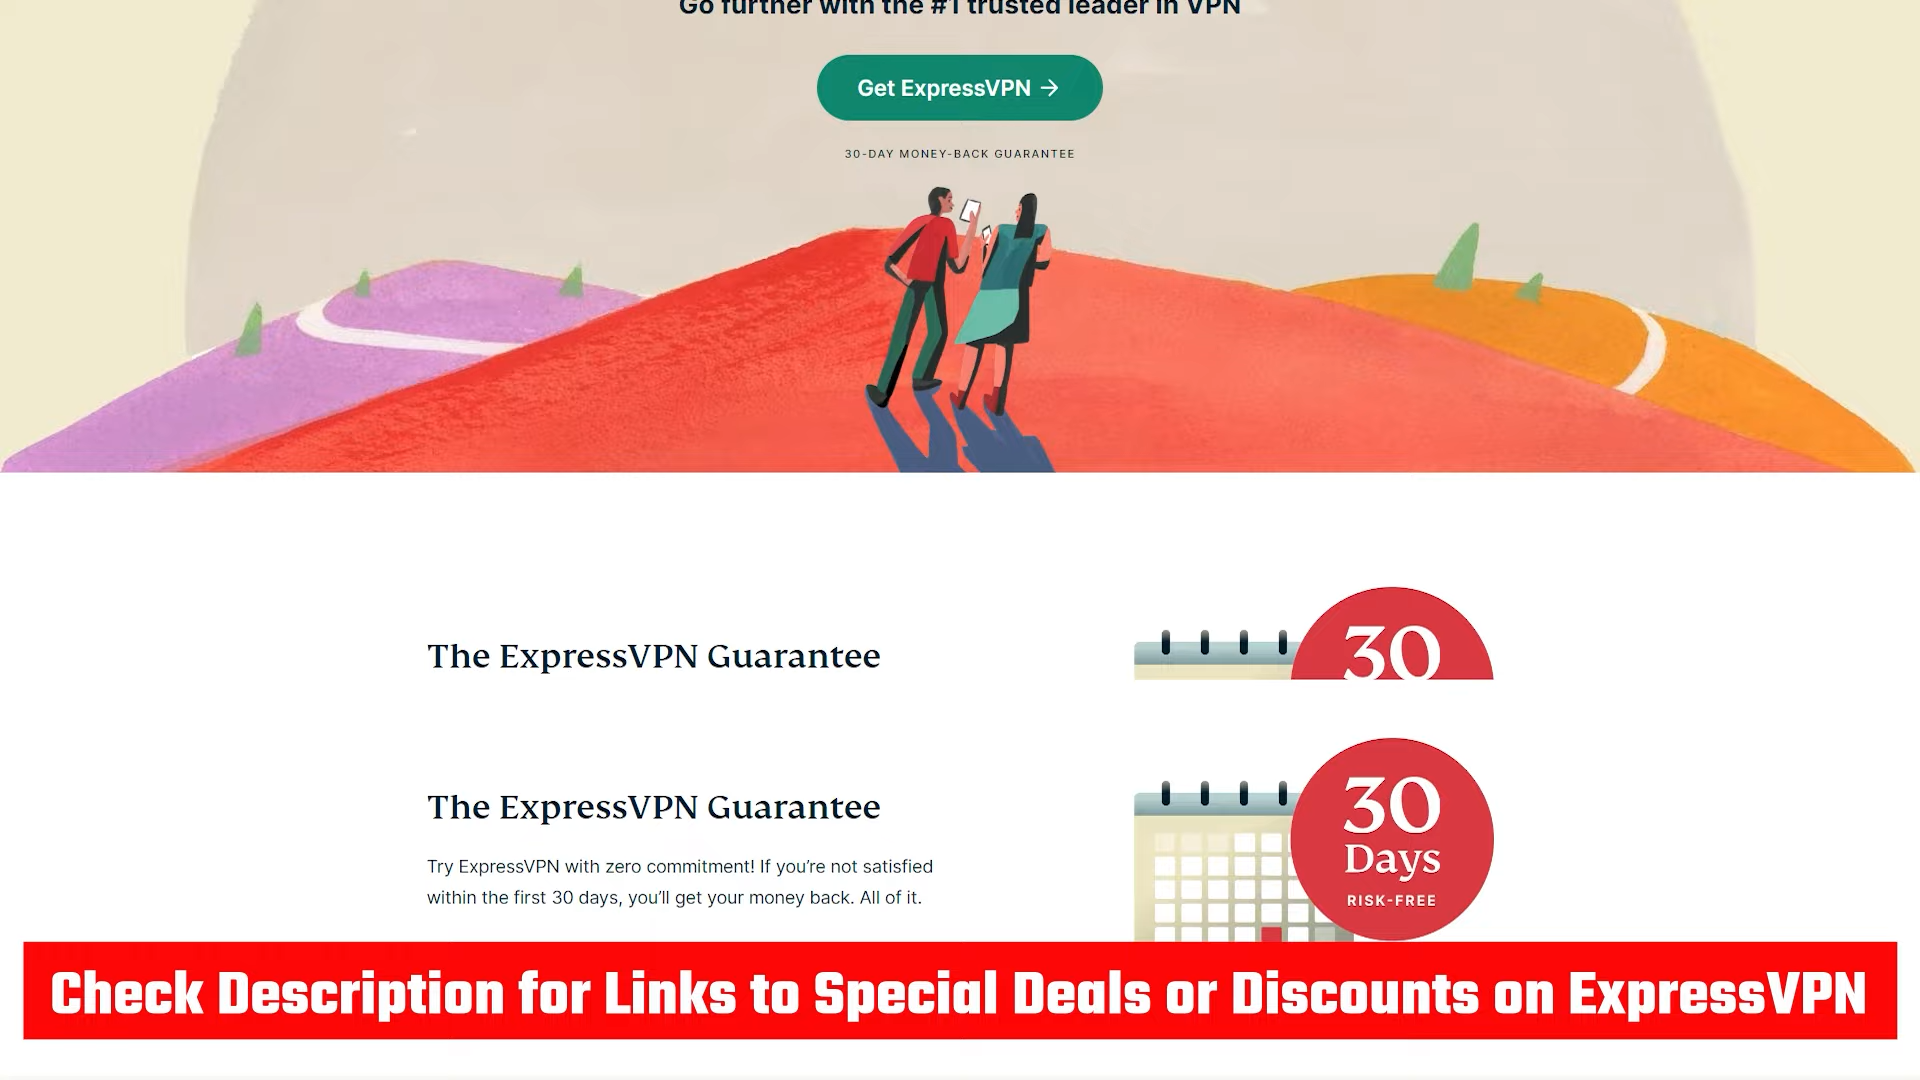 Go further with the #1 trusted leader in VPN
Get ExpressVPN →
30-DAY MONEY-BACK GUARANTEE
The ExpressVPN Guarantee
30
The ExpressVPN Guarantee
Try ExpressVPN with zero commitment! If you’re not satisfied
within the first 30 days, you’ll get your money back. All of it.
30
Days
RISK-FREE
Check Description for Links to Special Deals or Discounts on ExpressVPN